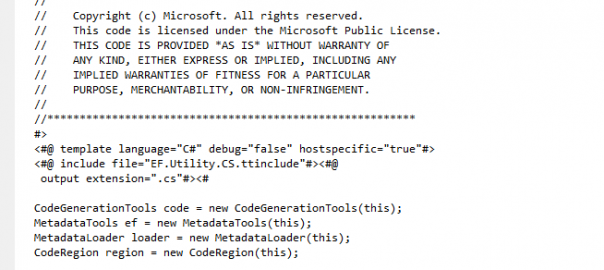 //
//    Copyright (c) Microsoft. All rights reserved.
//    This code is licensed under the Microsoft Public License.
//    THIS CODE IS PROVIDED *AS IS* WITHOUT WARRANTY OF
//    ANY KIND, EITHER EXPRESS OR IMPLIED, INCLUDING ANY
//    IMPLIED WARRANTIES OF FITNESS FOR A PARTICULAR
//    PURPOSE, MERCHANTABILITY, OR NON-INFRINGEMENT.
//
//*********************************************************
#>
<#@ template language="C#" debug="false" hostspecific="true"#>
<#@ include file="EF.Utility.CS.ttinclude"#><#@
 output extension=".cs"#><#
CodeGenerationTools code = new CodeGenerationTools(this);
MetadataTools ef = new MetadataTools(this);
MetadataLoader loader = new MetadataLoader(this);
CodeRegion region = new CodeRegion(this);